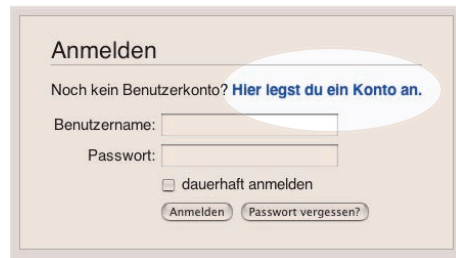 Anmelden
Noch kein Benutzerkonto? Hier legst du ein Konto an.
Benutzername:
Passwort:
dauerhaft anmelden
Anmelden Passwort vergessen?